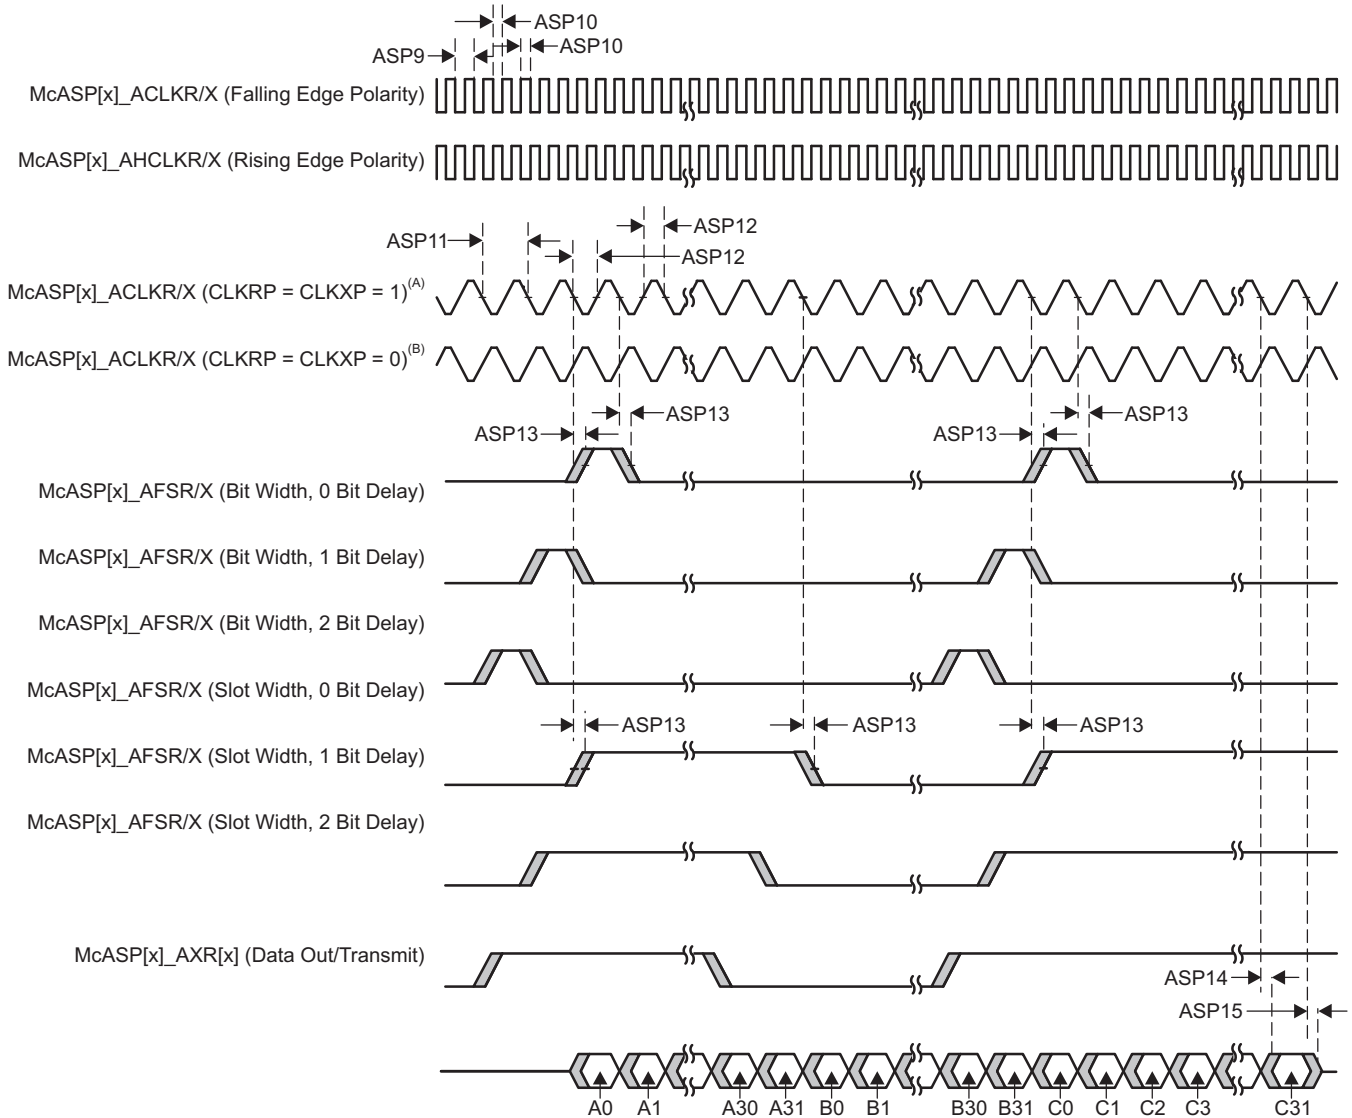 ASP10
ASP10
ASP9
McASP[x]_ACLKR/X (Falling Edge Polarity)
McASP[x]_AHCLKR/X (Rising Edge Polarity)
ASP12
ASP11
ASP12
McASP[x]_ACLKR/X (CLKRP = CLKXP = 1)(A)
McASP[x]_ACLKR/X (CLKRP = CLKXP = 0)(B)
ASP13 ASP13
ASP13 ASP13
McASP[x]_AFSR/X (Bit Width, 0 Bit Delay)
McASP[x]_AFSR/X (Bit Width, 1 Bit Delay)
McASP[x]_AFSR/X (Bit Width, 2 Bit Delay)
McASP[x]_AFSR/X (Slot Width, 0 Bit Delay)
ASP13 ASP13 ASP13
McASP[x]_AFSR/X (Slot Width, 1 Bit Delay)
McASP[x]_AFSR/X (Slot Width, 2 Bit Delay)
McASP[x]_AXR[x] (Data Out/Transmit)
ASP14
ASP15
A0 A1 A30 A31 B0 B1 B30 B31 C0 C1 C2 C3 C31